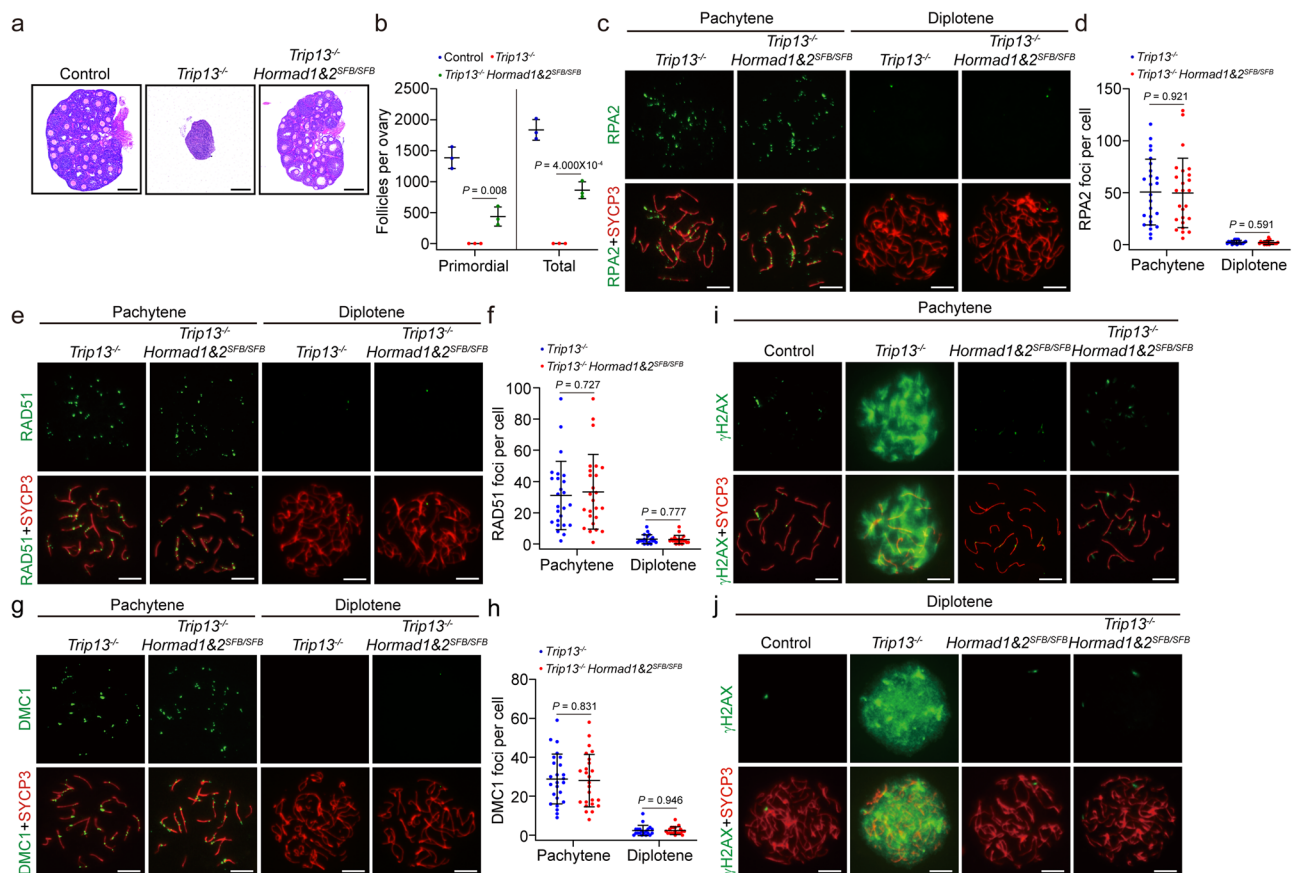 a
Control
Trip13-/-
Trip13-/-
Hormad1&2SFB/SFB
b
Control
Trip13-/-
Trip13-/- Hormad1&2SFB/SFB
Follicles per ovary
2500
2000
1500
1000
500
0
P = 0.008
P = 4.000X10-4
Primordial
Total
c
Pachytene
Diplotene
Trip13-/-
Trip13-/-
Hormad1&2SFB/SFB
Trip13-/-
Trip13-/-
Hormad1&2SFB/SFB
RPA2
RPA2+SYCP3
d
Trip13-/-
Trip13-/- Hormad1&2SFB/SFB
RPA2 foci per cell
150
100
50
0
P = 0.921
P = 0.591
Pachytene
Diplotene
e
Pachytene
Diplotene
Trip13-/-
Trip13-/-
Hormad1&2SFB/SFB
Trip13-/-
Trip13-/-
Hormad1&2SFB/SFB
RAD51
RAD51+SYCP3
f
Trip13-/-
Trip13-/- Hormad1&2SFB/SFB
RAD51 foci per cell
100
80
60
40
20
0
P = 0.727
P = 0.777
Pachytene
Diplotene
g
Pachytene
Diplotene
Trip13-/-
Trip13-/-
Hormad1&2SFB/SFB
Trip13-/-
Trip13-/-
Hormad1&2SFB/SFB
DMC1
DMC1+SYCP3
h
Trip13-/-
Trip13-/- Hormad1&2SFB/SFB
DMC1 foci per cell
80
60
40
20
0
P = 0.831
P = 0.946
Pachytene
Diplotene
i
Pachytene
Control
Trip13-/-
Hormad1&2SFB/SFB
Trip13-/-
Hormad1&2SFB/SFB
γH2AX
γH2AX+SYCP3
j
Diplotene
Control
Trip13-/-
Hormad1&2SFB/SFB
Trip13-/-
Hormad1&2SFB/SFB
γH2AX
γH2AX+SYCP3